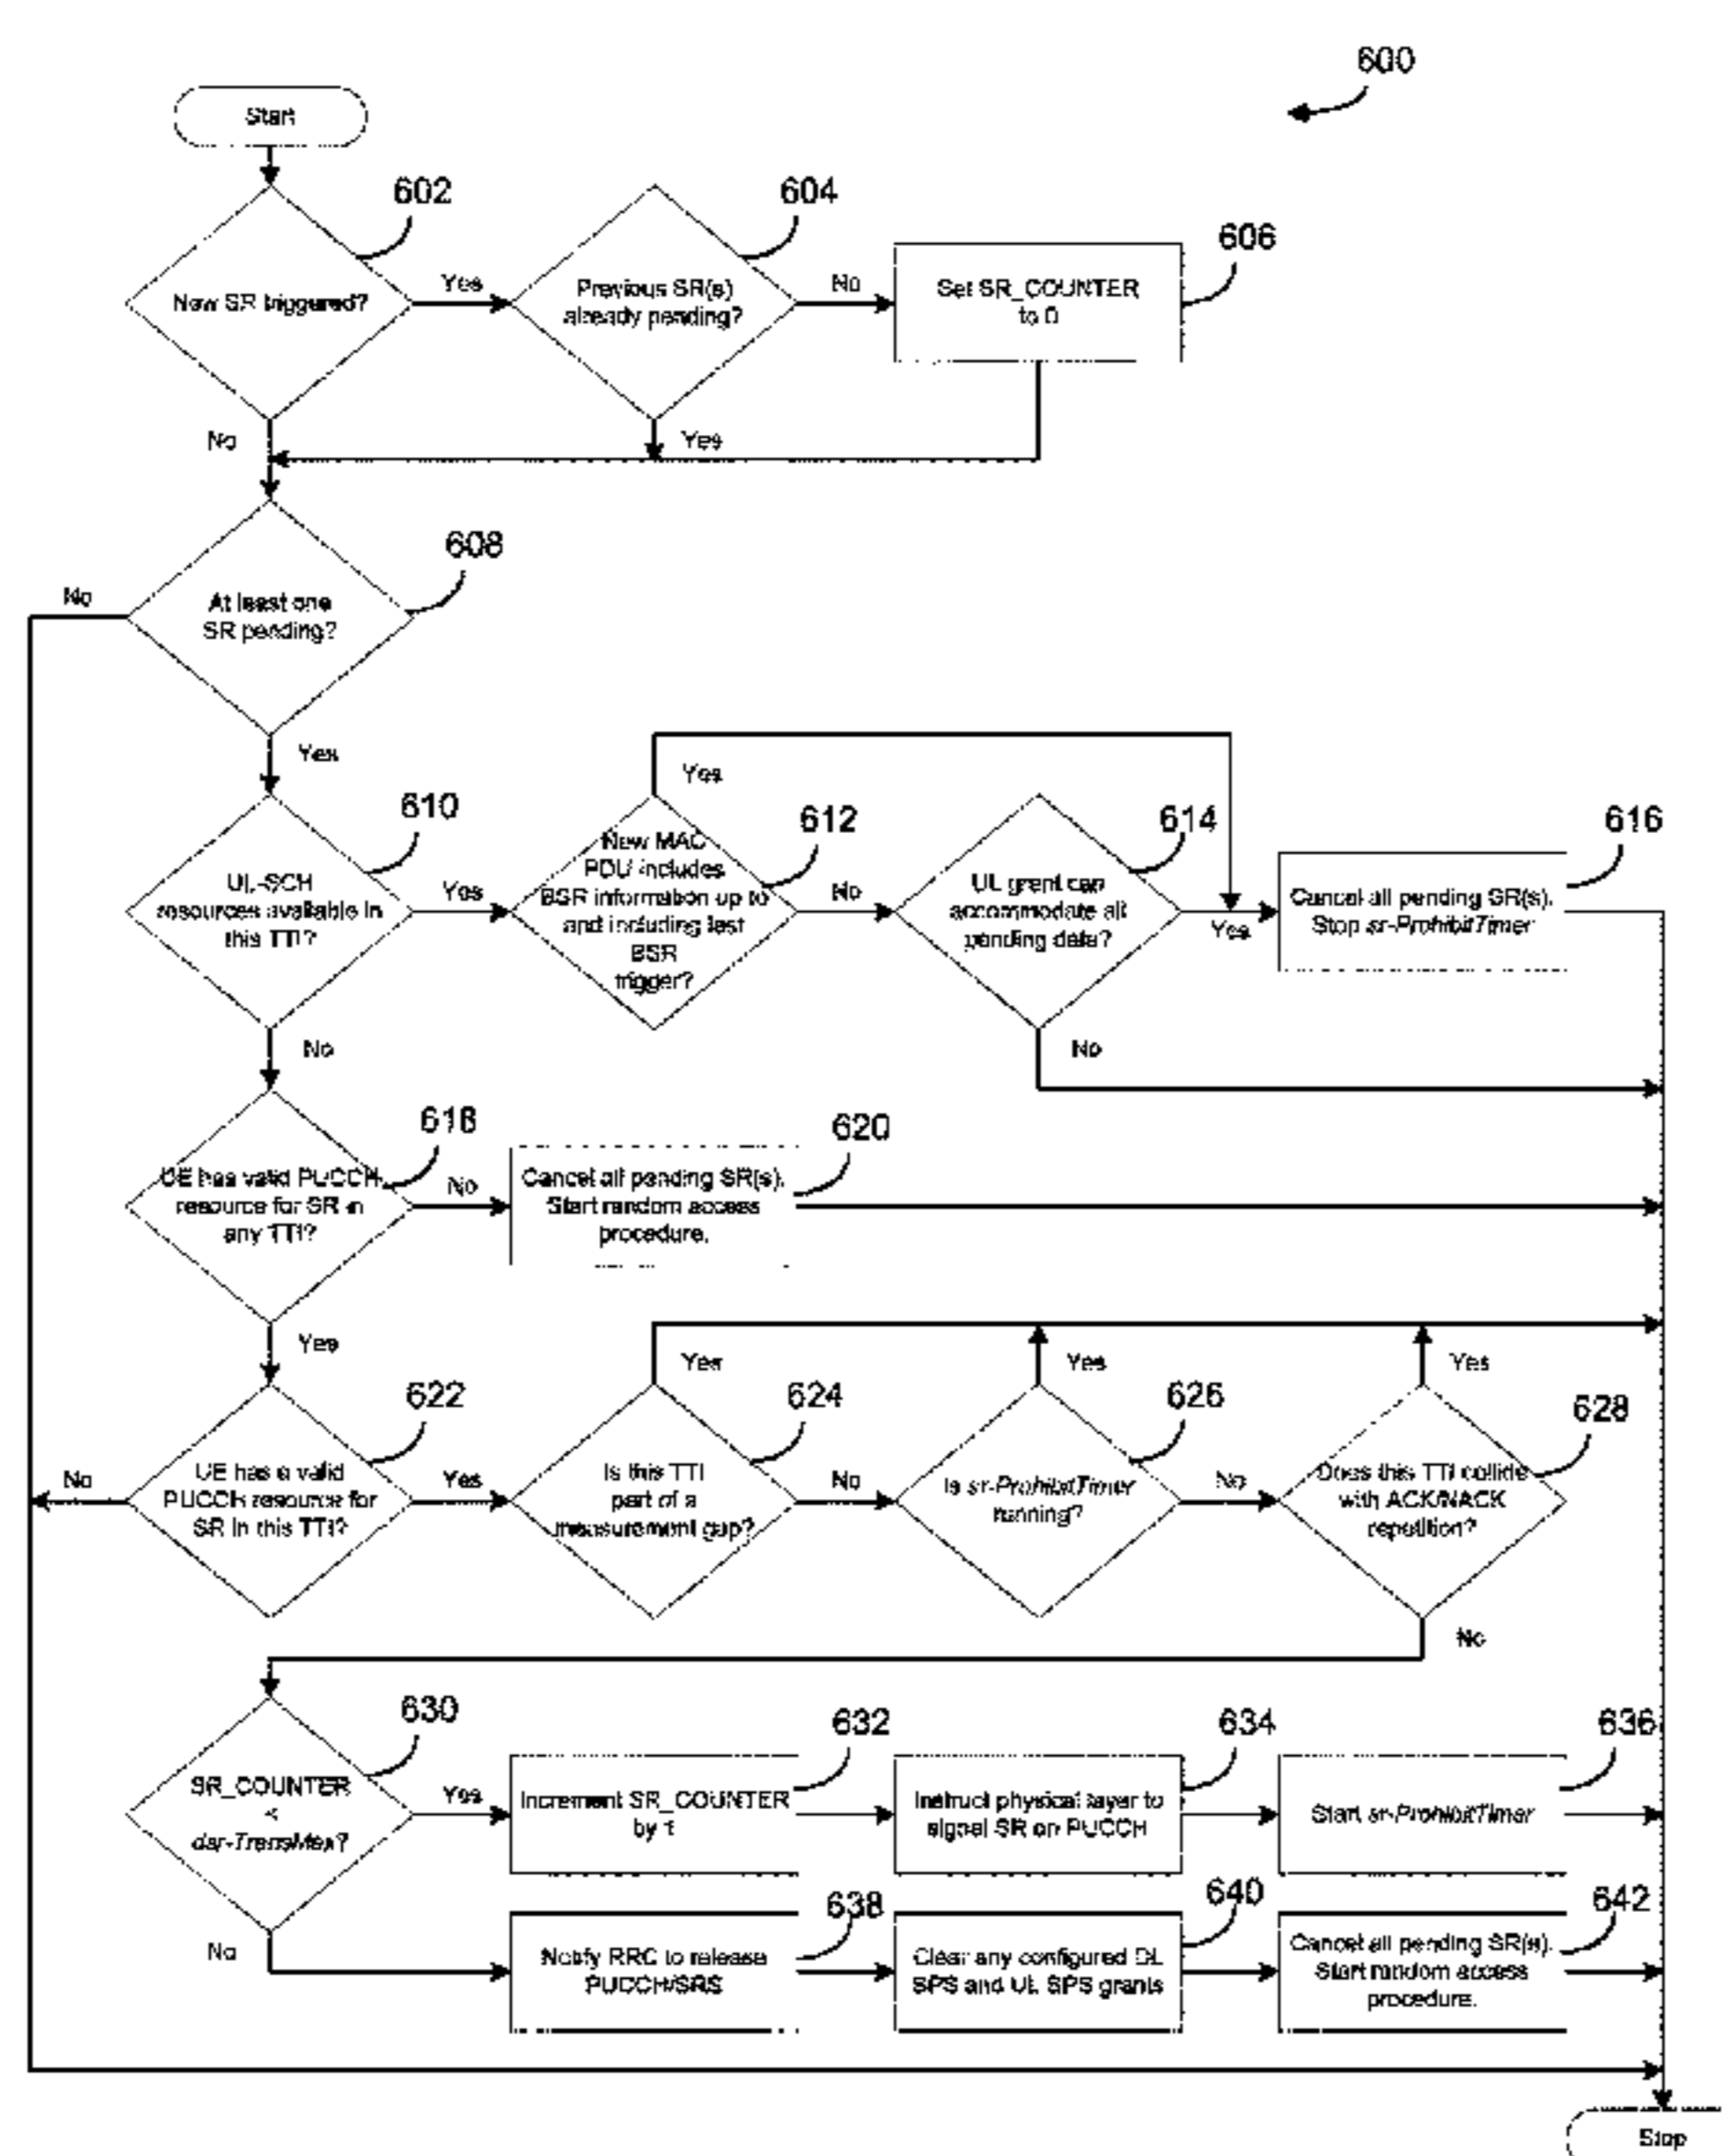 600
Start
602
604
606
New SR triggered?
Yes
Previous SR(s)
already pending?
No
Set SR_COUNTER
to 0
No
Yes
608
No
At least one
SR pending?
Yes
Yes
610
612
614
616
UL-SCH
resources available in
this TTI?
Yes
New MAC
PDU includes
BSR information up to
and including last
BSR
trigger?
No
UL grant can
accommodate all
pending data?
Yes
Cancel all pending SR(s).
Stop sr-ProhibitTimer
No
No
618
620
UE has valid PUCCH
resource for SR in
any TTI?
No
Cancel all pending SR(s).
Start random access
procedure.
Yes
Yes
Yes
Yes
622
624
626
628
No
UE has a valid
PUCCH resource for
SR in this TTI?
Yes
Is this TTI
part of a
measurement gap?
No
Is sr-ProhibitTimer
running?
No
Does this TTI collide
with ACK/NACK
repetition?
No
630
632
634
636
SR_COUNTER
<
dsr-TransMax?
Yes
Increment SR_COUNTER
by 1
Instruct physical layer to
signal SR on PUCCH
Start sr-ProhibitTimer
638
640
642
No
Notify RRC to release
PUCCH/SRS
Clear any configured DL
SPS and UL SPS grants
Cancel all pending SR(s).
Start random access
procedure.
Stop